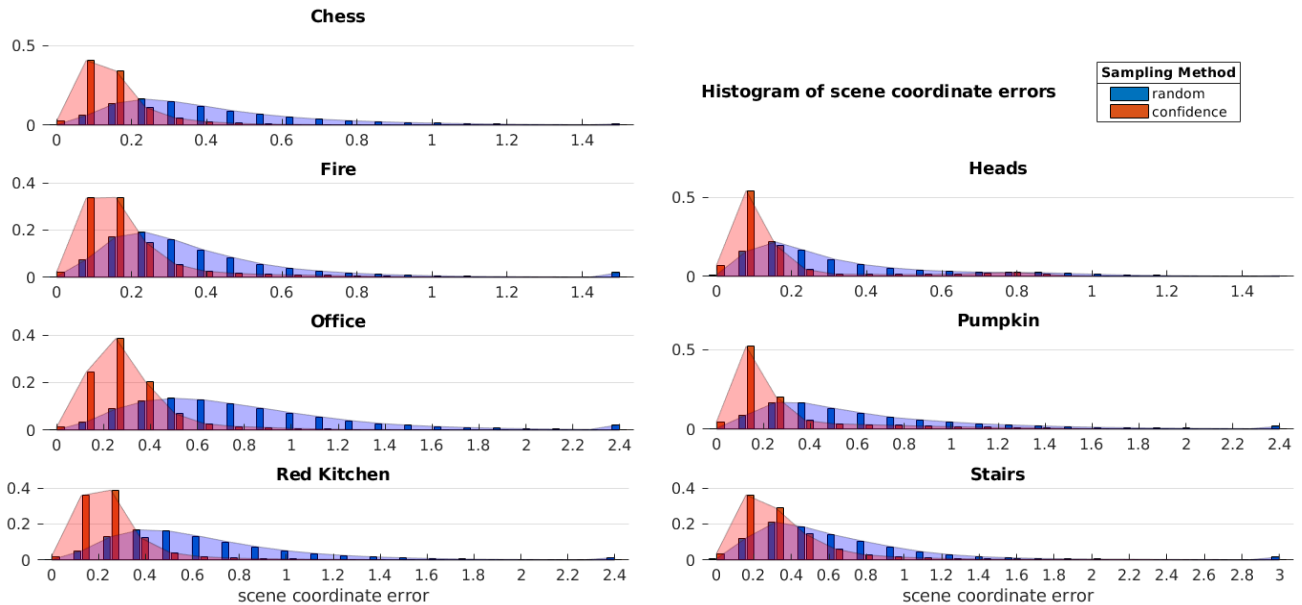 Chess
0.5
0
0 0.2 0.4 0.6 0.8 1 1.2 1.4
Histogram of scene coordinate errors
Sampling Method
random
confidence
Fire
0.4
0.2
0
0 0.2 0.4 0.6 0.8 1 1.2 1.4
Heads
0.5
0
0 0.2 0.4 0.6 0.8 1 1.2 1.4
Office
0.4
0.2
0
0 0.2 0.4 0.6 0.8 1 1.2 1.4 1.6 1.8 2 2.2 2.4
Pumpkin
0.5
0
0 0.2 0.4 0.6 0.8 1 1.2 1.4 1.6 1.8 2 2.2 2.4
Red Kitchen
0.4
0.2
0
0 0.2 0.4 0.6 0.8 1 1.2 1.4 1.6 1.8 2 2.2 2.4
scene coordinate error
Stairs
0.4
0.2
0
0 0.2 0.4 0.6 0.8 1 1.2 1.4 1.6 1.8 2 2.2 2.4 2.6 2.8 3
scene coordinate error